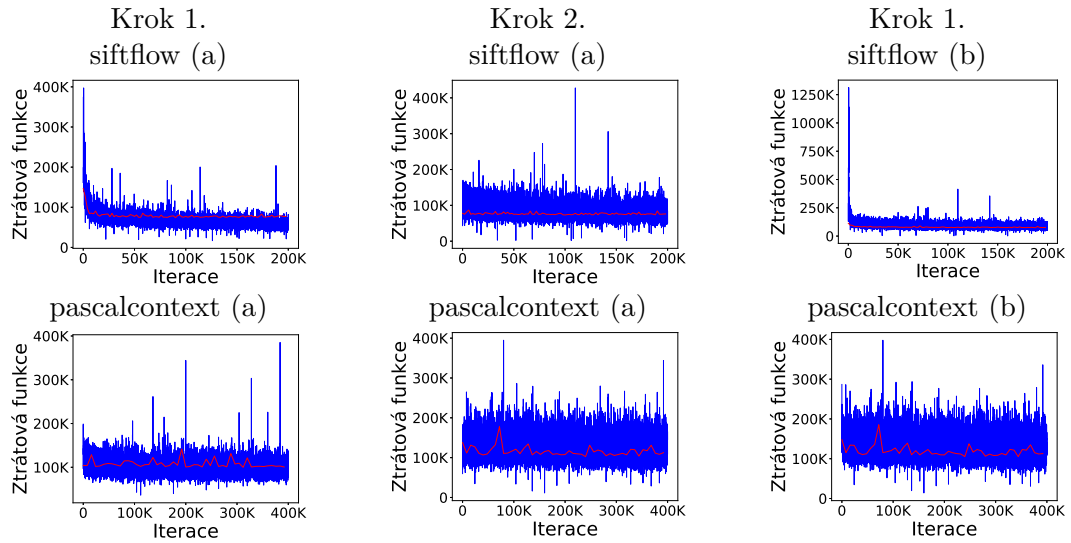 Krok 1.
siftflow (a)
400K
300K
200K
100K
0
Ztrátová funkce
0 50K 100K 150K 200K
Iterace
Krok 2.
siftflow (a)
400K
300K
200K
100K
0
Ztrátová funkce
0 50K 100K 150K 200K
Iterace
Krok 1.
siftflow (b)
1250K
1000K
750K
500K
250K
0
Ztrátová funkce
0 50K 100K 150K 200K
Iterace
pascalcontext (a)
400K
300K
200K
100K
Ztrátová funkce
0 100K 200K 300K 400K
Iterace
pascalcontext (a)
400K
300K
200K
100K
0
Ztrátová funkce
0 100K 200K 300K 400K
Iterace
pascalcontext (b)
400K
300K
200K
100K
0
Ztrátová funkce
0 100K 200K 300K 400K
Iterace